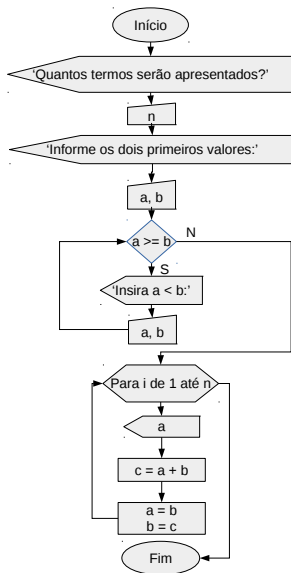 Início
‘Quantos termos serão apresentados?’
n
‘Informe os dois primeiros valores:’
a, b
a >= b
N
S
‘Insira a < b:’
a, b
Para i de 1 até n
a
c = a + b
a = b
b = c
Fim